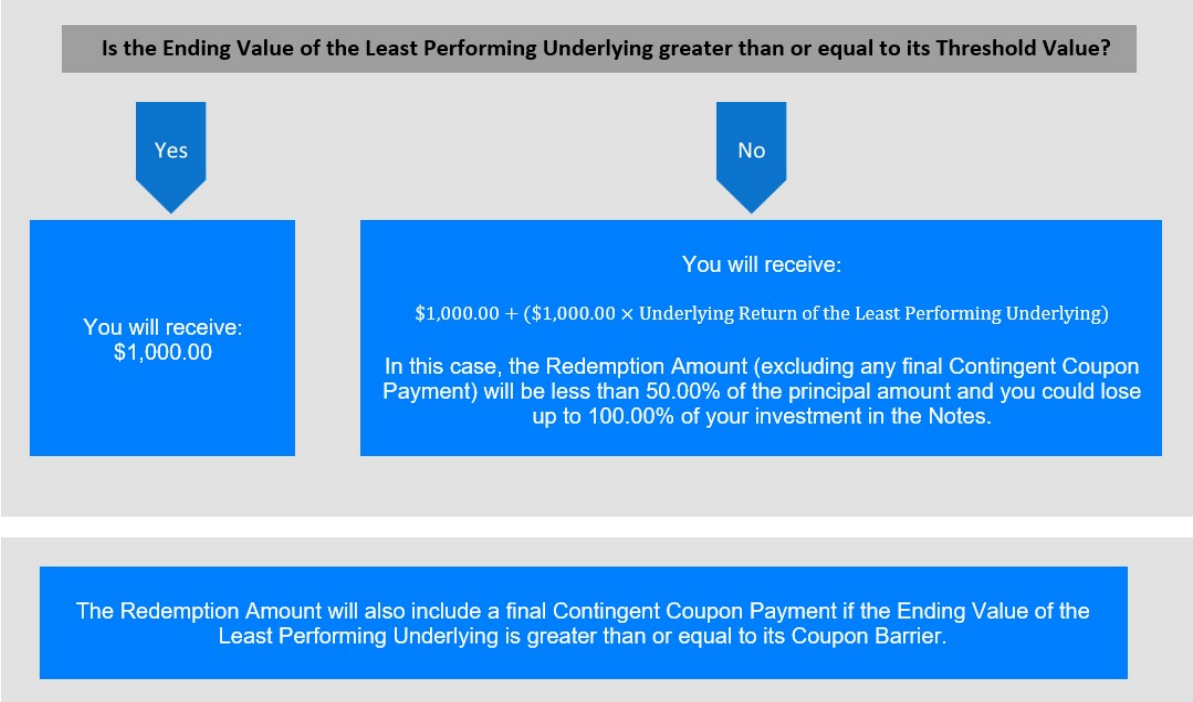 Is the Ending Value of the Least Performing Underlying greater than or equal to its Threshold Value?
Yes
No
You will receive:
$1,000.00
You will receive:
$1,000.00 + ($1,000.00 × Underlying Return of the Least Performing Underlying)
In this case, the Redemption Amount (excluding any final Contingent Coupon
Payment) will be less than 50.00% of the principal amount and you could lose
up to 100.00% of your investment in the Notes.
The Redemption Amount will also include a final Contingent Coupon Payment if the Ending Value of the
Least Performing Underlying is greater than or equal to its Coupon Barrier.